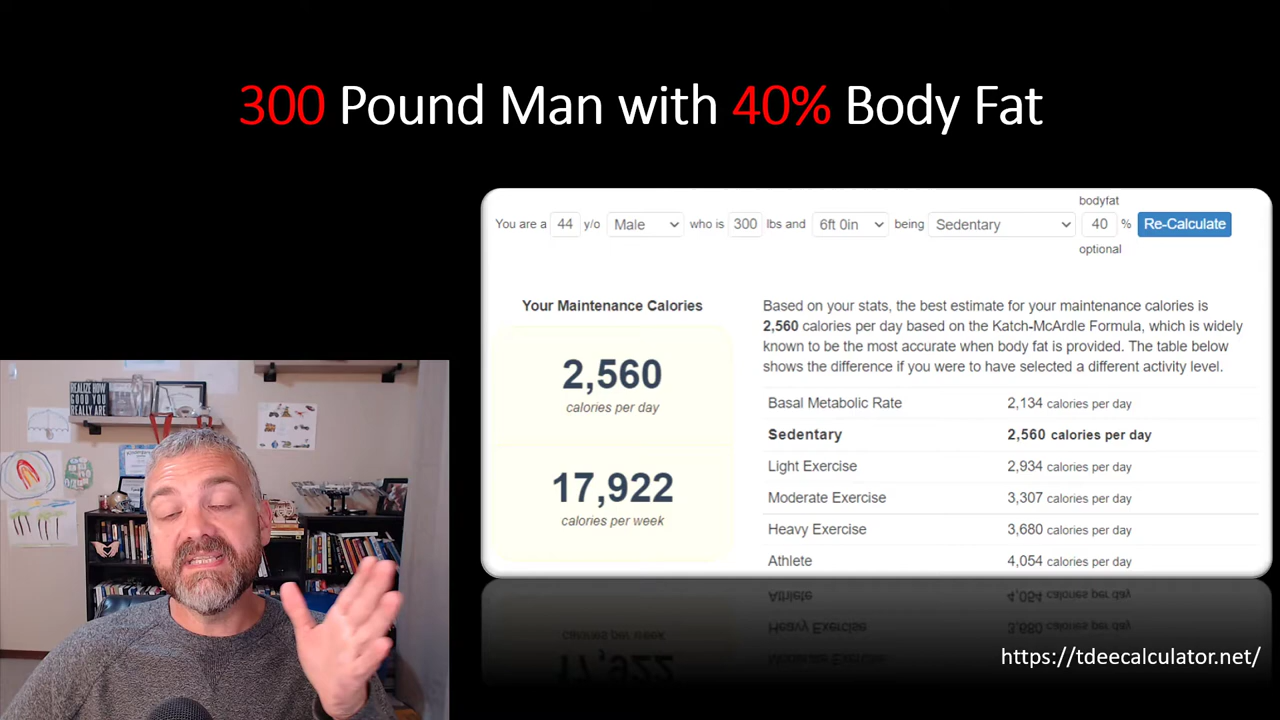 300 Pound Man with 40% Body Fat
bodyfat
You are a 44 y/o Male who is 300 lbs and 6ft 0in being Sedentary 40 % Re-Calculate
optional
Your Maintenance Calories
2,560
calories per day
17,922
calories per week
Based on your stats, the best estimate for your maintenance calories is
2,560 calories per day based on the Katch-McArdle Formula, which is widely
known to be the most accurate when body fat is provided. The table below
shows the difference if you were to have selected a different activity level.
Basal Metabolic Rate 2,134 calories per day
Sedentary 2,560 calories per day
Light Exercise 2,934 calories per day
Moderate Exercise 3,307 calories per day
Heavy Exercise 3,680 calories per day
Athlete 4,054 calories per day
https://tdeecalculator.net/
REALIZE HOW
GOOD YOU
REALLY ARE